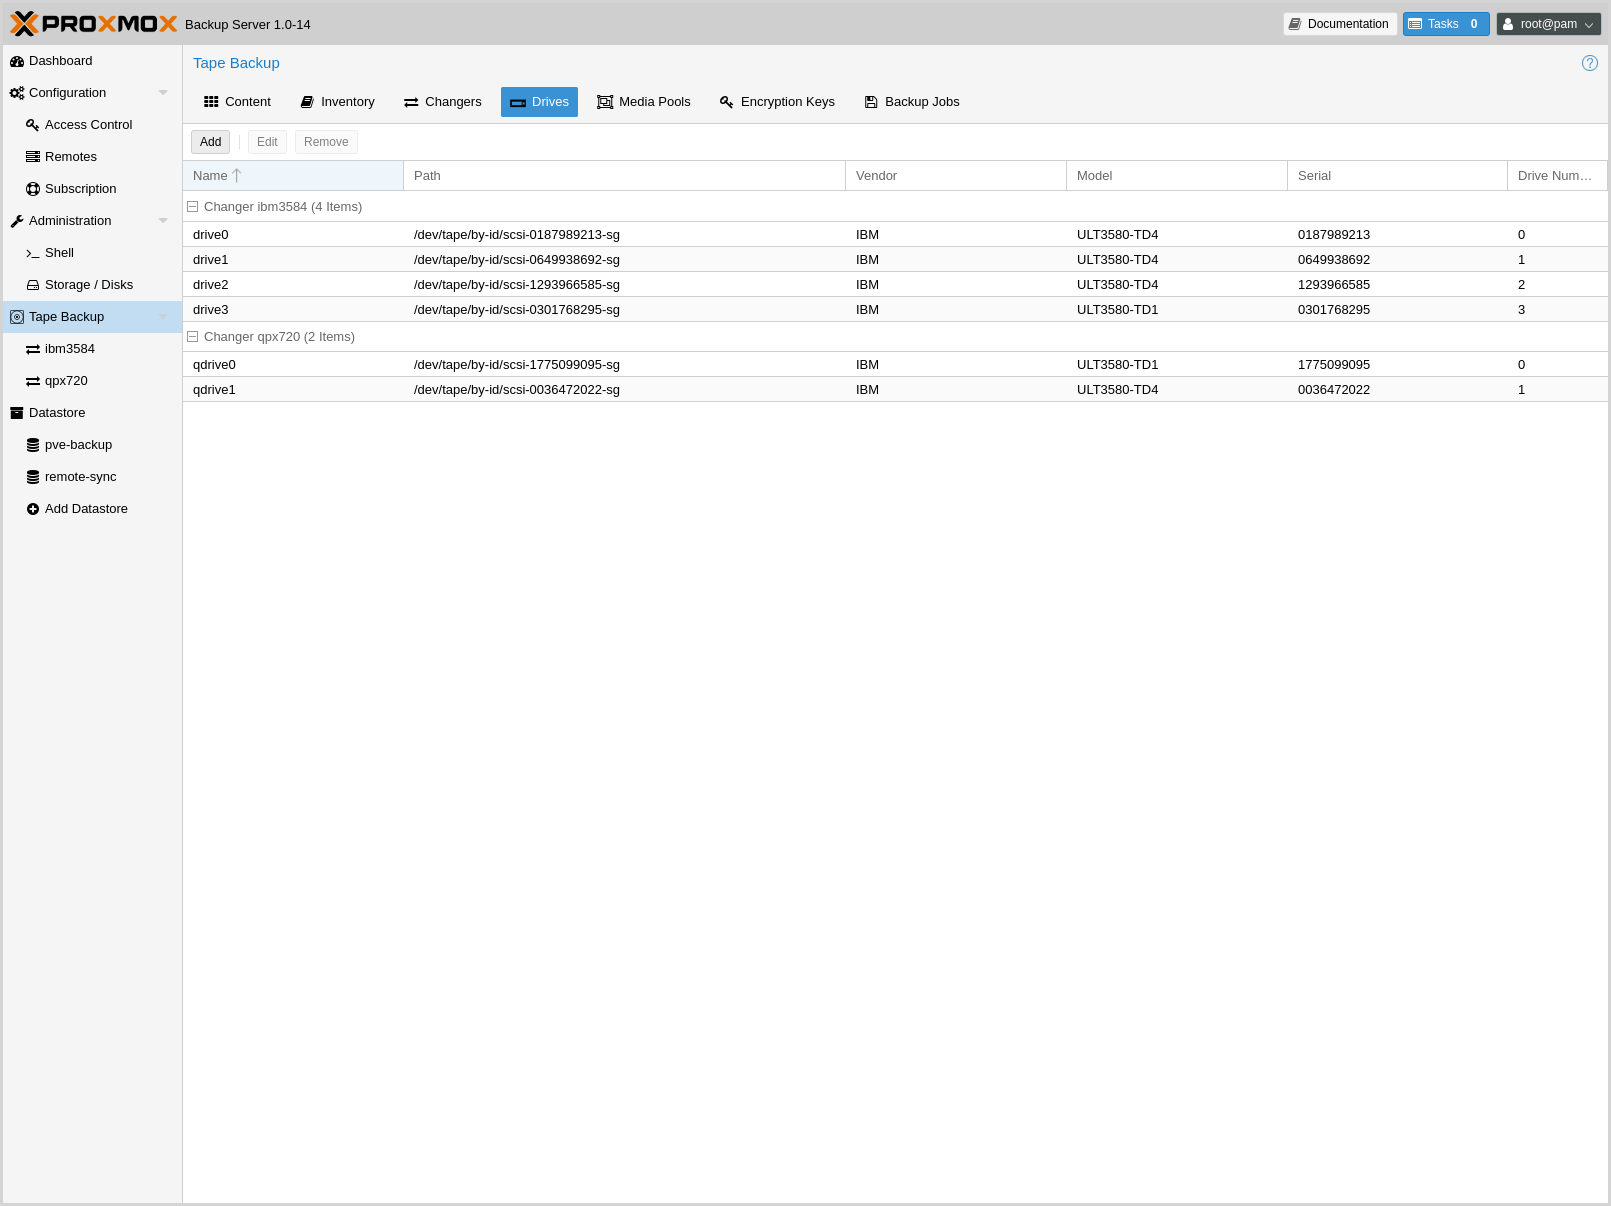 PROXMOX Backup Server 1.0-14 Documentation Tasks 0 root@pam
Dashboard
Configuration
Access Control
Remotes
Subscription
Administration
Shell
Storage / Disks
Tape Backup
ibm3584
qpx720
Datastore
pve-backup
remote-sync
Add Datastore
Tape Backup
Content Inventory Changers Drives Media Pools Encryption Keys Backup Jobs
Add Edit Remove
Name Path Vendor Model Serial Drive Num…
Changer ibm3584 (4 Items)
drive0 /dev/tape/by-id/scsi-0187989213-sg IBM ULT3580-TD4 0187989213 0
drive1 /dev/tape/by-id/scsi-0649938692-sg IBM ULT3580-TD4 0649938692 1
drive2 /dev/tape/by-id/scsi-1293966585-sg IBM ULT3580-TD4 1293966585 2
drive3 /dev/tape/by-id/scsi-0301768295-sg IBM ULT3580-TD1 0301768295 3
Changer qpx720 (2 Items)
qdrive0 /dev/tape/by-id/scsi-1775099095-sg IBM ULT3580-TD1 1775099095 0
qdrive1 /dev/tape/by-id/scsi-0036472022-sg IBM ULT3580-TD4 0036472022 1